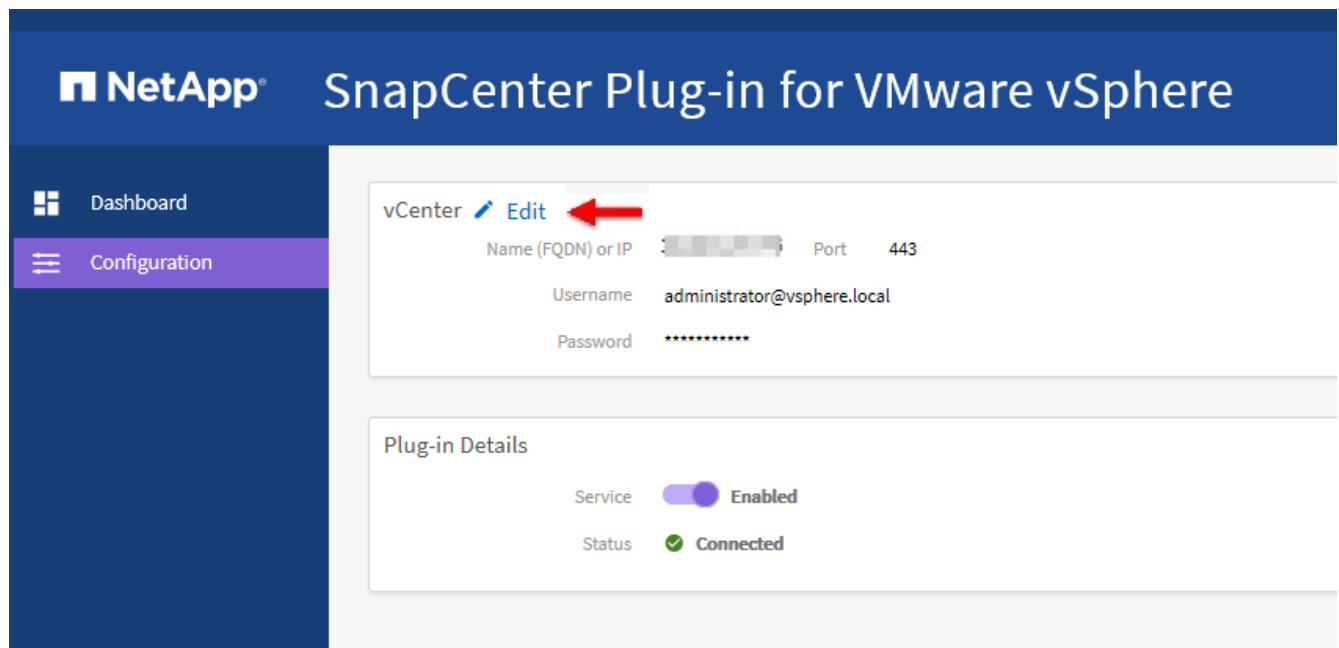 NetApp® SnapCenter Plug-in for VMware vSphere
Dashboard
Configuration
vCenter Edit
Name (FQDN) or IP Port 443
Username administrator@vsphere.local
Password ***********
Plug-in Details
Service Enabled
Status Connected